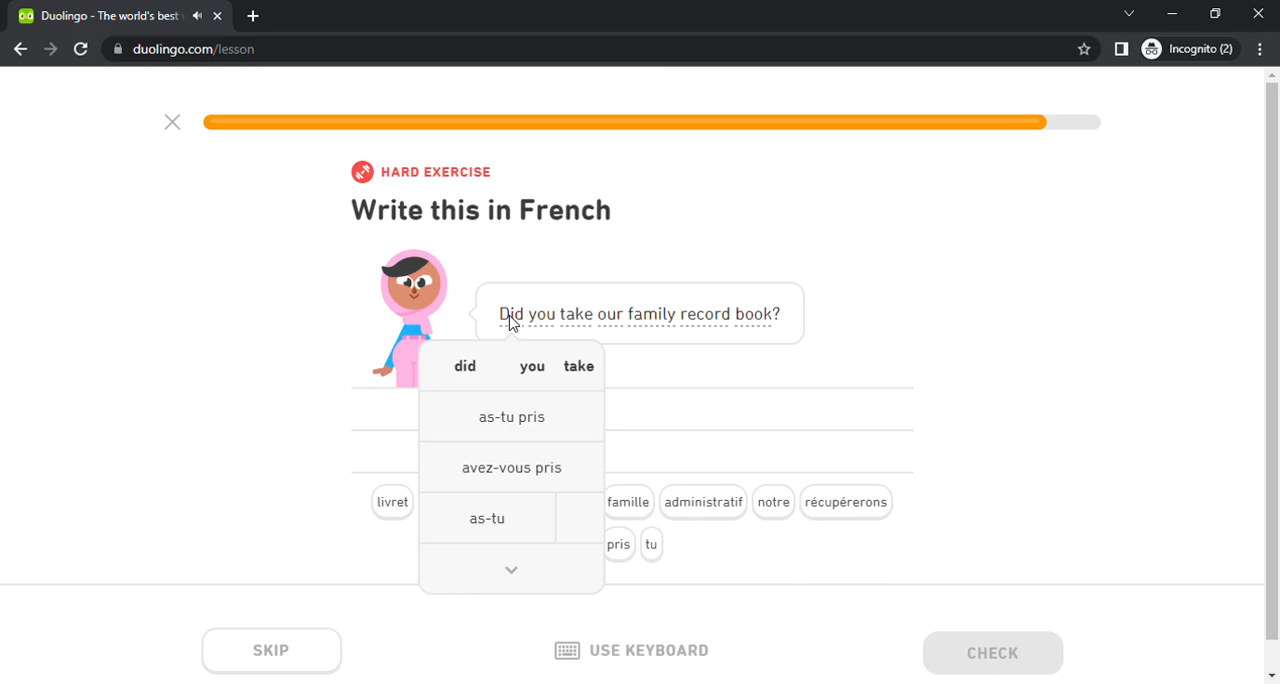 Duolingo - The world's best
duolingo.com/lesson
Incognito (2)
HARD EXERCISE
Write this in French
Did you take our family record book?
did you take
as-tu pris
avez-vous pris
as-tu
livret famille administratif notre récupérerons
pris tu
SKIP
USE KEYBOARD
CHECK